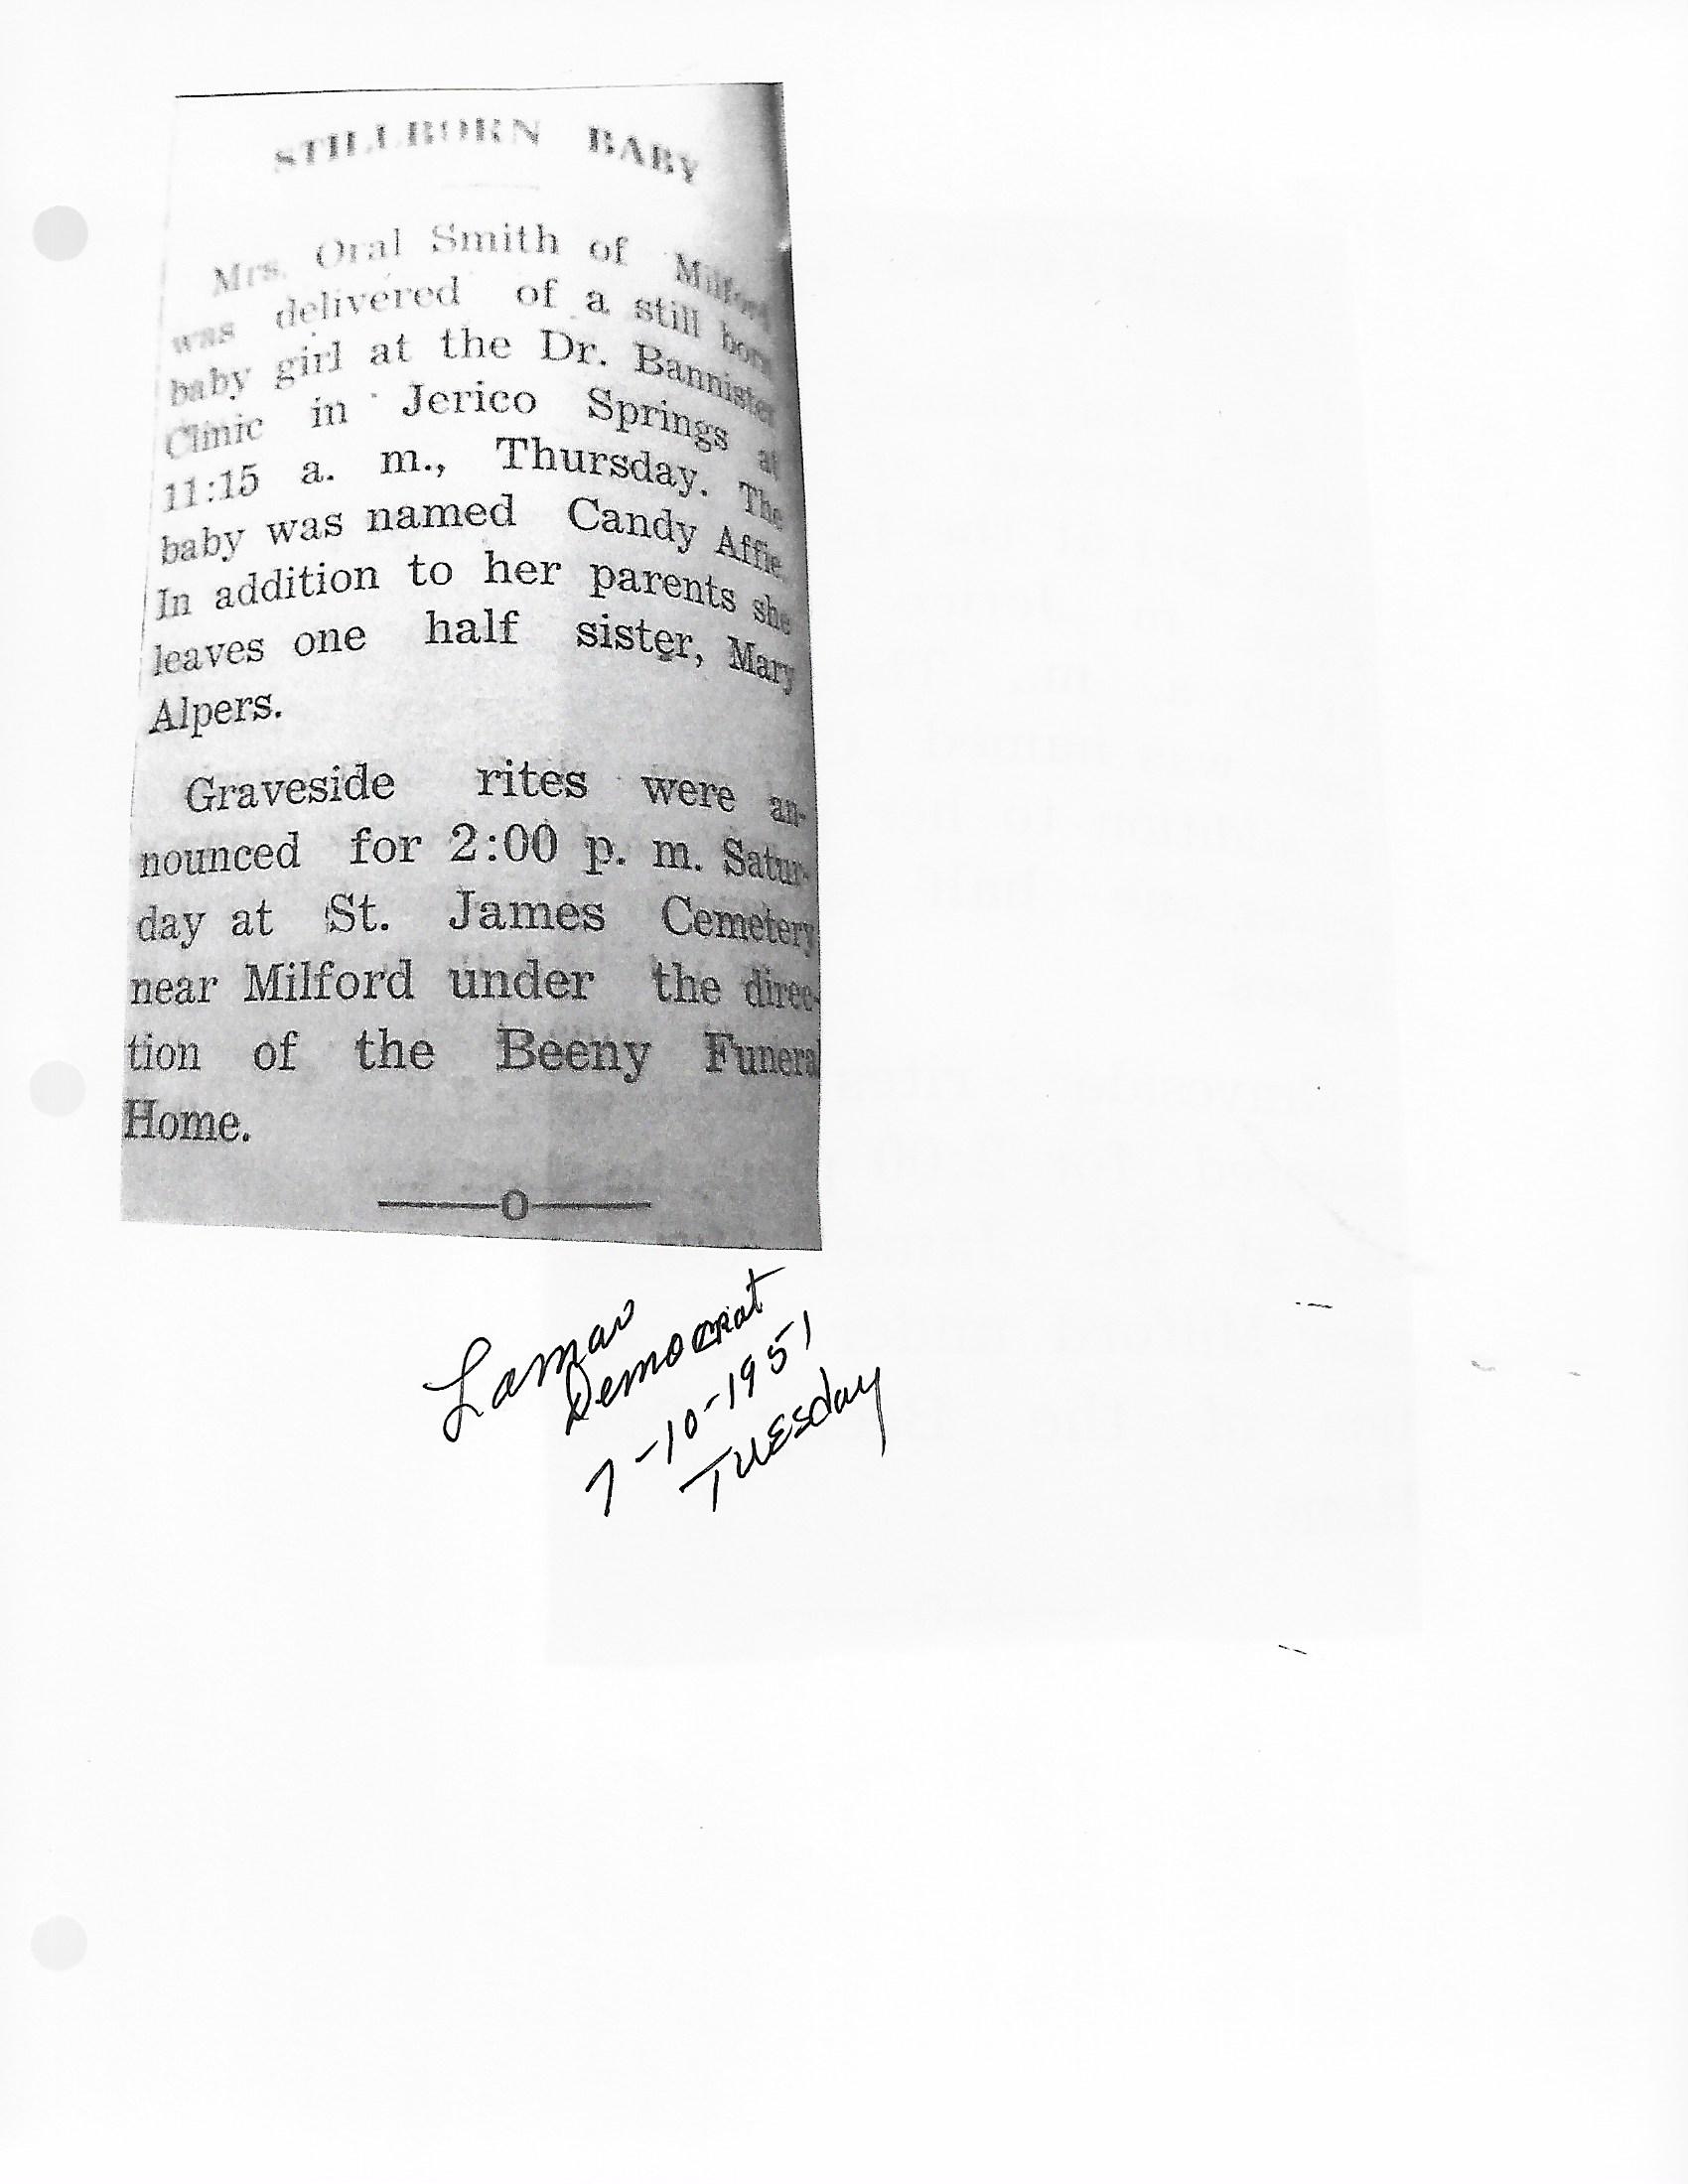 STILLBORN BABY
Mrs. Oral Smith of Milford
was delivered of a still born
baby girl at the Dr. Bannister
Clinic in Jerico Springs at
11:15 a. m., Thursday. The
baby was named Candy Affie.
In addition to her parents she
leaves one half sister, Mary
Alpers.
Graveside rites were an-
nounced for 2:00 p. m. Satur-
day at St. James Cemetery
near Milford under the direc-
tion of the Beeny Funeral
Home.
O
Lamar
Democrat
7-10-1951
TUESday